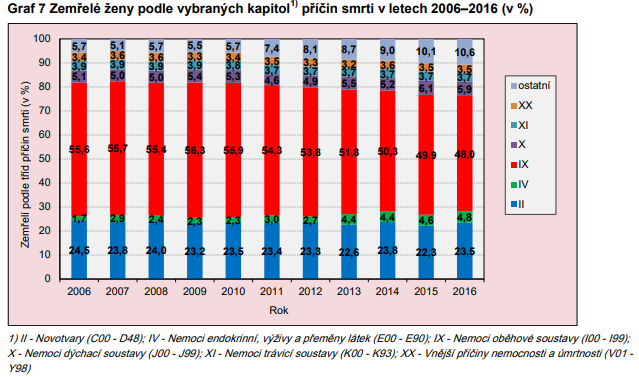 Graf 7 Zemřelé ženy podle vybraných kapitol1) příčin smrti v letech 2006–2016 (v %)
Zemřelí podle tříd příčin smrti (v %)
100
90
80
70
60
50
40
30
20
10
0
5,7 5,1 5,7 5,5 5,7 7,4 8,1 8,7 9,0 10,1 10,6
3,4 3,6 3,6 3,3 3,4 3,5 3,3 3,2 3,6 3,5 3,5
3,9 3,9 3,9 3,9 3,8 3,7 3,7 3,7 3,7 3,7 3,7
5,1 5,0 5,0 5,4 5,3 4,6 4,9 5,5 5,2 6,1 5,9
55,6 55,7 55,4 56,3 55,9 54,3 53,8 51,8 50,3 49,9 48,0
1,7 2,9 2,4 2,3 2,3 3,0 2,7 4,4 4,4 4,6 4,8
24,5 23,8 24,0 23,2 23,5 23,4 23,3 22,6 23,8 22,3 23,5
2006 2007 2008 2009 2010 2011 2012 2013 2014 2015 2016
Rok
ostatní
XX
XI
X
IX
IV
II
1) II - Novotvary (C00 - D48); IV - Nemoci endokrinní, výživy a přeměny látek (E00 - E90); IX - Nemoci oběhové soustavy (I00 - I99);
X - Nemoci dýchací soustavy (J00 - J99); XI - Nemoci trávicí soustavy (K00 - K93); XX - Vnější příčiny nemocnosti a úmrtnosti (V01 -
Y98)